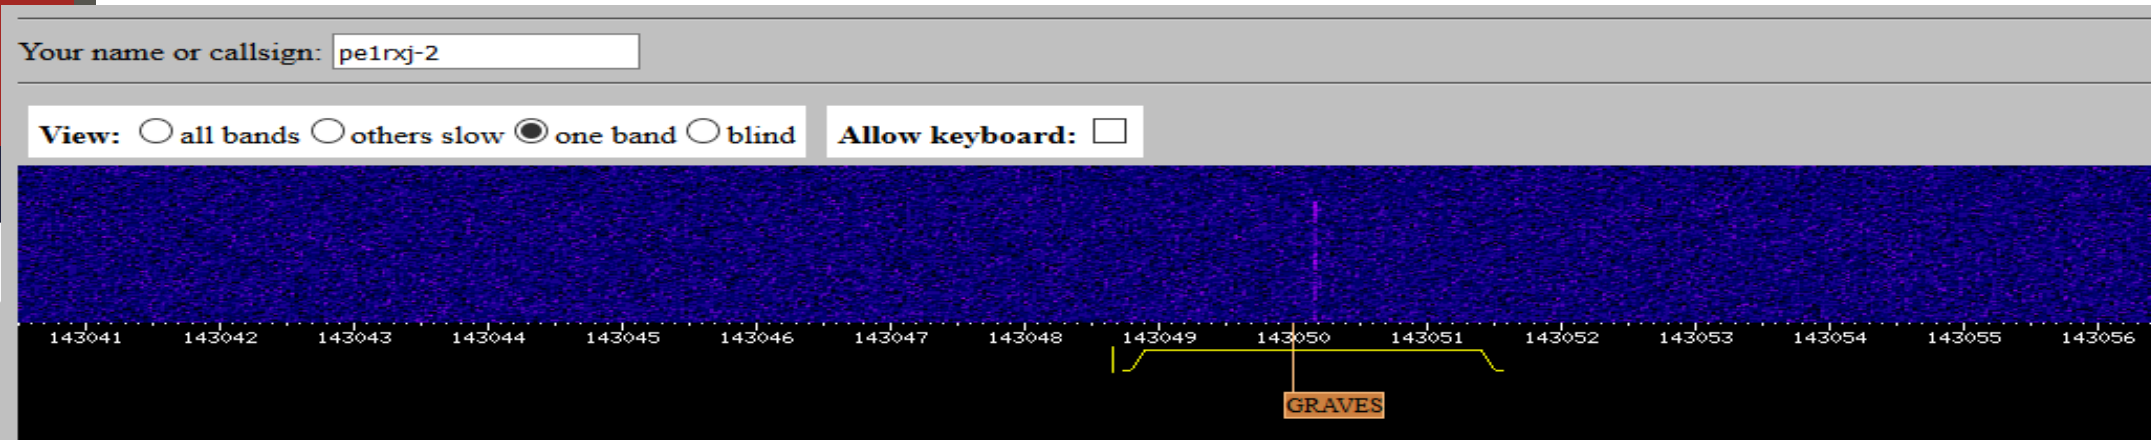 Your name or callsign: pe1rxj-2
View: all bands others slow one band blind Allow keyboard:
143041 143042 143043 143044 143045 143046 143047 143048 143049 143050 143051 143052 143053 143054 143055 143056
GRAVES